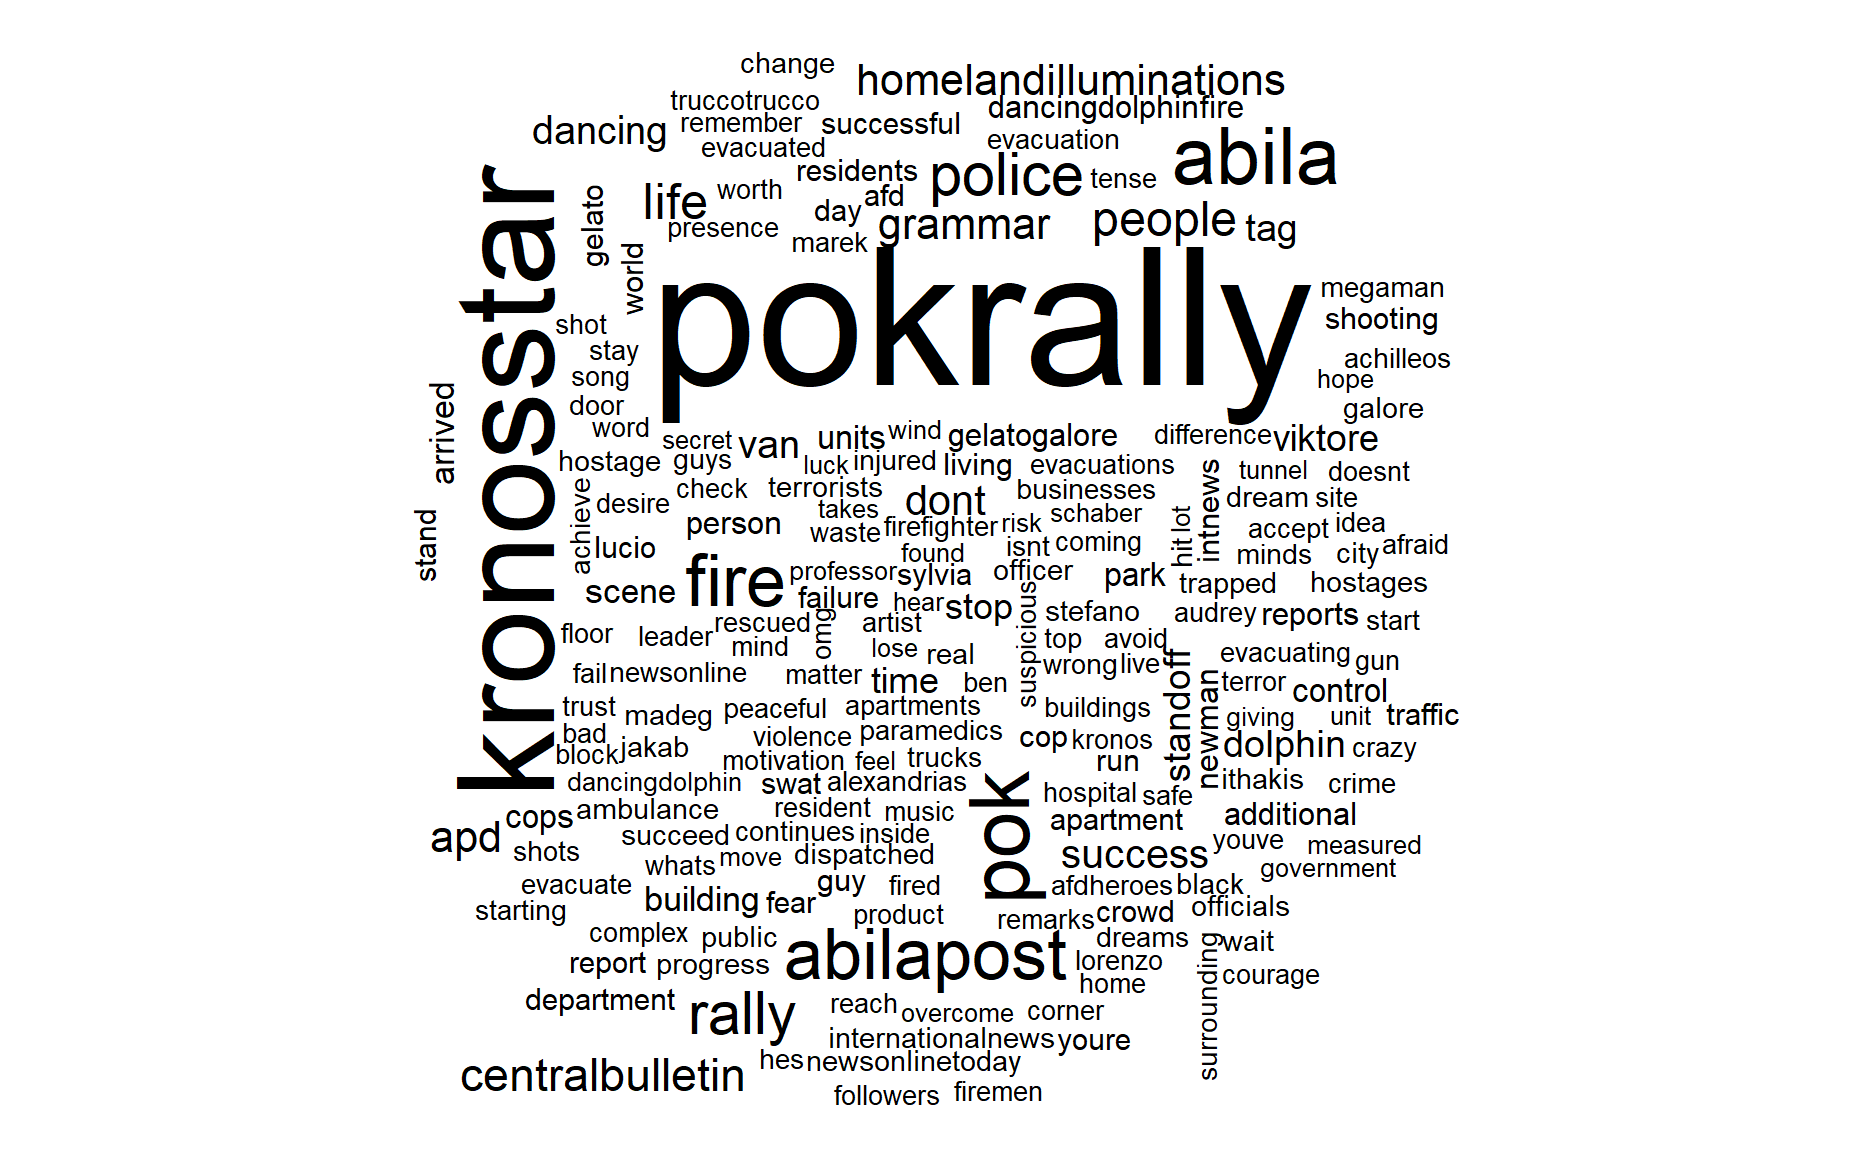 change
homelandilluminations
truccotrucco
dancingdolphinfire
dancing
remember
successful
evacuation
abila
evacuated
residents
police
tense
life
worth
afd
day
grammar
people
tag
presence
marek
gelato
world
kronosstar
pokrally
megaman
shooting
shot
stay
achilleos
song
hope
door
galore
arrived
word
secret
van
units
wind
gelatogalore
difference
viktore
hostage
guys
luck
injured
living
evacuations
tunnel
doesnt
desire
check
terrorists
dont
businesses
intnews
dream
site
achieve
person
takes
waste
firefighter
risk
schaber
hit
lot
accept
idea
stand
lucio
found
isnt
coming
minds
city
afraid
scene
fire
professor
sylvia
officer
park
trapped
hostages
failure
hear
stop
suspicious
stefano
audrey
reports
start
floor
leader
rescued
mind
omg
artist
lose
real
top
avoid
wrong
live
standoff
evacuating
gun
fail
newsonline
matter
time
ben
newman
terror
control
trust
madeg
peaceful
apartments
buildings
giving
unit
traffic
bad
block
jakab
violence
paramedics
cop
kronos
dolphin
crazy
motivation
feel
trucks
run
dancingdolphin
swat
alexandrias
pok
hospital
safe
ithakis
crime
cops
ambulance
resident
music
apartment
additional
apd
shots
succeed
continues
inside
youve
measured
whats
move
dispatched
success
government
evacuate
guy
fired
afdheroes
black
starting
building
fear
product
remarks
crowd
officials
complex
public
abilapost
dreams
surrounding
wait
report
progress
lorenzo
courage
home
department
rally
reach
overcome
corner
internationalnews
youre
centralbulletin
hes
newsonlinetoday
followers
firemen